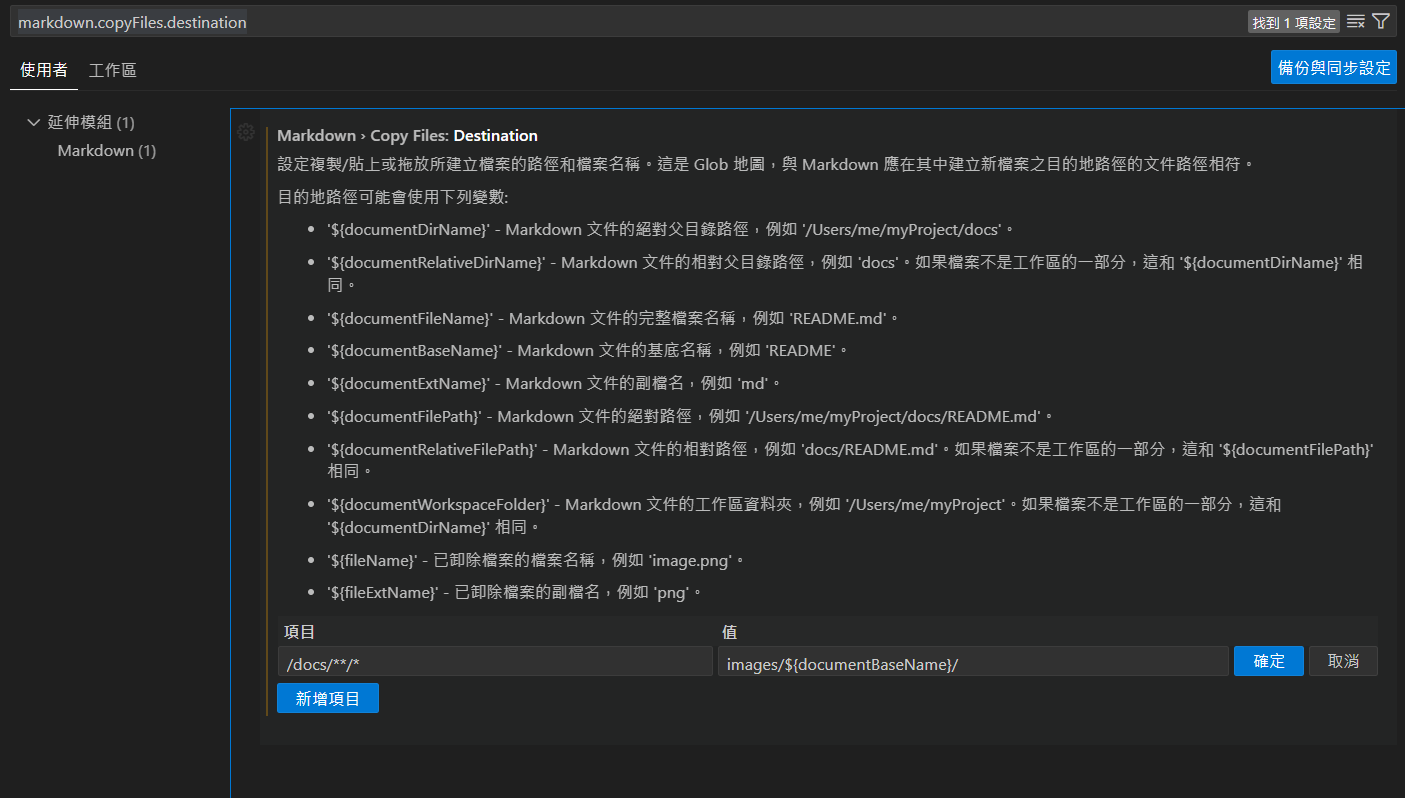 markdown.copyFiles.destination
找到 1 項設定
使用者 工作區
備份與同步設定
延伸模組 (1)
Markdown (1)
Markdown › Copy Files: Destination
設定複製/貼上或拖放所建立檔案的路徑和檔案名稱。這是 Glob 地圖，與 Markdown 應在其中建立新檔案之目的地路徑的文件路徑相符。
目的地路徑可能會使用下列變數:
• '${documentDirName}' - Markdown 文件的絕對父目錄路徑，例如 '/Users/me/myProject/docs'。
• '${documentRelativeDirName}' - Markdown 文件的相對父目錄路徑，例如 'docs'。如果檔案不是工作區的一部分，這和 '${documentDirName}' 相
同。
• '${documentFileName}' - Markdown 文件的完整檔案名稱，例如 'README.md'。
• '${documentBaseName}' - Markdown 文件的基底名稱，例如 'README'。
• '${documentExtName}' - Markdown 文件的副檔名，例如 'md'。
• '${documentFilePath}' - Markdown 文件的絕對路徑，例如 '/Users/me/myProject/docs/README.md'。
• '${documentRelativeFilePath}' - Markdown 文件的相對路徑，例如 'docs/README.md'。如果檔案不是工作區的一部分，這和 '${documentFilePath}'
相同。
• '${documentWorkspaceFolder}' - Markdown 文件的工作區資料夾，例如 '/Users/me/myProject'。如果檔案不是工作區的一部分，這和
'${documentDirName}' 相同。
• '${fileName}' - 已卸除檔案的檔案名稱，例如 'image.png'。
• '${fileExtName}' - 已卸除檔案的副檔名，例如 'png'。
項目 值
/docs/**/* images/${documentBaseName}/ 確定 取消
新增項目